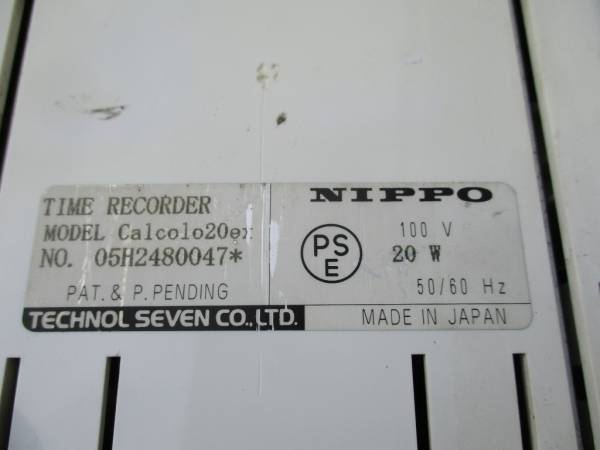 TIME RECORDER
MODEL Calcolo20ex
NO. 05H2480047*
PAT. & P. PENDING
TECHNOL SEVEN CO., LTD.
NIPPO
PS
E
100 V
20 W
50/60 Hz
MADE IN JAPAN